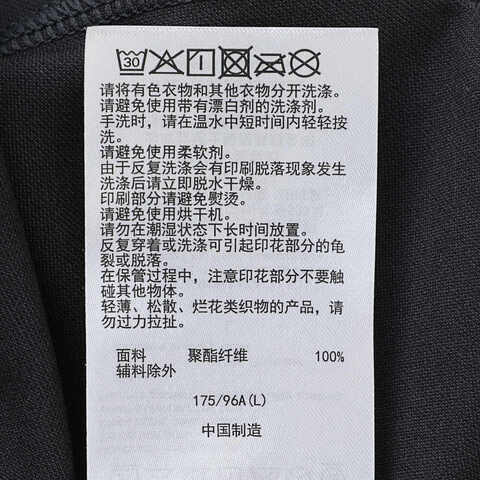 30
请将有色衣物和其他衣物分开洗涤。
请避免使用带有漂白剂的洗涤剂。
手洗时，请在温水中短时间内轻轻按
洗。
请避免使用柔软剂。
由于反复洗涤会有印刷脱落现象发生
洗涤后请立即脱水干燥。
印刷部分请避免熨烫。
请避免使用烘干机。
请勿在潮湿状态下长时间放置。
反复穿着或洗涤可引起印花部分的龟
裂或脱落。
在保管过程中，注意印花部分不要触
碰其他物体。
轻薄、松散、烂花类织物的产品，请
勿过力拉扯。
面料 聚酯纤维 100%
辅料除外
175/96A(L)
中国制造